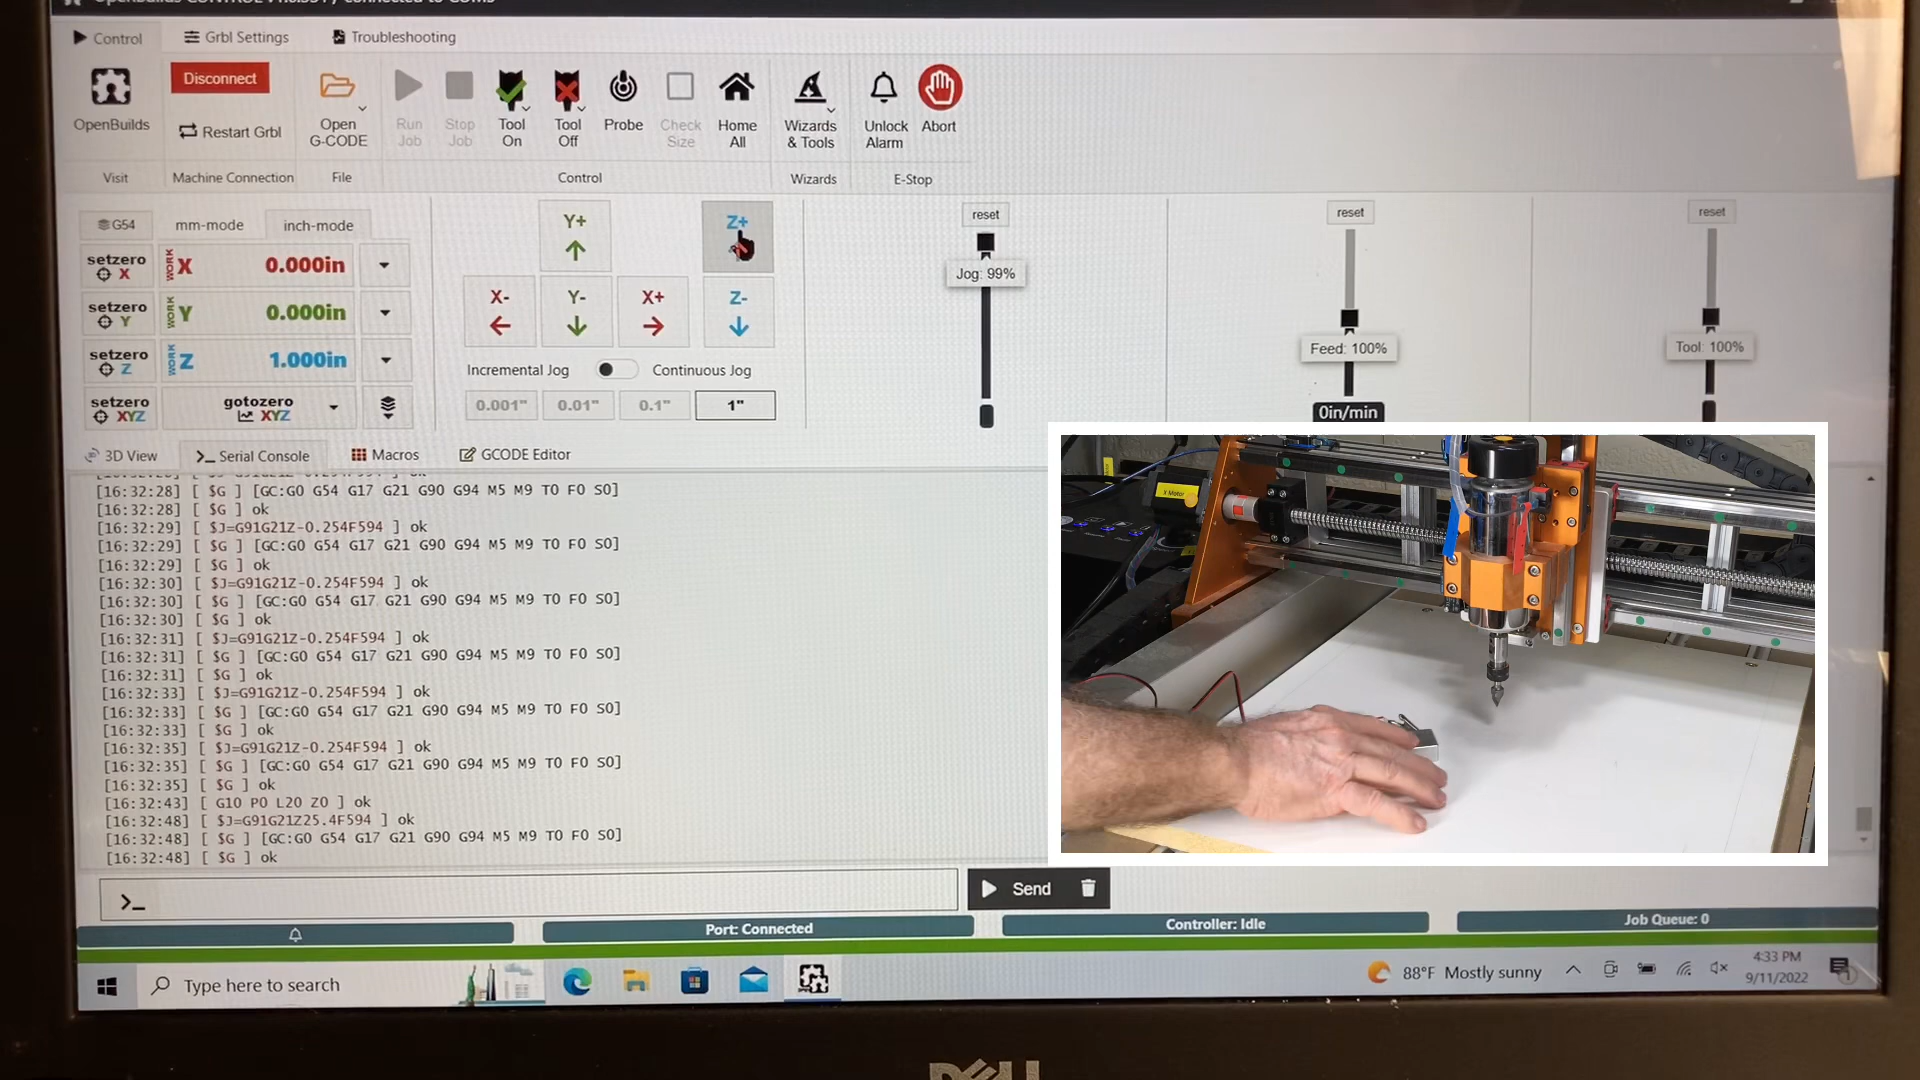 Control Grbl Settings Troubleshooting
Disconnect
OpenBuilds Restart Grbl Open G-CODE Run Job Stop Job Tool On Tool Off Probe Check Size Home All Wizards & Tools Unlock Alarm Abort
Visit Machine Connection File Control Wizards E-Stop
G54 mm-mode inch-mode
setzero X WORK X 0.000in
setzero Y WORK Y 0.000in
setzero Z WORK Z 1.000in
setzero XYZ gotozero XYZ
Y+ Z+
X- Y- X+ Z-
Incremental Jog Continuous Jog
0.001" 0.01" 0.1" 1"
reset reset reset
Jog: 99%
Feed: 100% Tool: 100%
0in/min
3D View >_ Serial Console Macros GCODE Editor
[16:32:28] [ $G ] [GC:G0 G54 G17 G21 G90 G94 M5 M9 T0 F0 S0]
[16:32:28] [ $G ] ok
[16:32:29] [ $J=G91G21Z-0.254F594 ] ok
[16:32:29] [ $G ] [GC:G0 G54 G17 G21 G90 G94 M5 M9 T0 F0 S0]
[16:32:29] [ $G ] ok
[16:32:30] [ $J=G91G21Z-0.254F594 ] ok
[16:32:30] [ $G ] [GC:G0 G54 G17 G21 G90 G94 M5 M9 T0 F0 S0]
[16:32:30] [ $G ] ok
[16:32:31] [ $J=G91G21Z-0.254F594 ] ok
[16:32:31] [ $G ] [GC:G0 G54 G17 G21 G90 G94 M5 M9 T0 F0 S0]
[16:32:31] [ $G ] ok
[16:32:33] [ $J=G91G21Z-0.254F594 ] ok
[16:32:33] [ $G ] [GC:G0 G54 G17 G21 G90 G94 M5 M9 T0 F0 S0]
[16:32:33] [ $G ] ok
[16:32:35] [ $J=G91G21Z-0.254F594 ] ok
[16:32:35] [ $G ] [GC:G0 G54 G17 G21 G90 G94 M5 M9 T0 F0 S0]
[16:32:35] [ $G ] ok
[16:32:43] [ G10 P0 L20 Z0 ] ok
[16:32:48] [ $J=G91G21Z25.4F594 ] ok
[16:32:48] [ $G ] [GC:G0 G54 G17 G21 G90 G94 M5 M9 T0 F0 S0]
[16:32:48] [ $G ] ok
X Motor
>_ Send
Port: Connected Controller: Idle Job Queue: 0
Type here to search 88°F Mostly sunny 4:33 PM
9/11/2022
DELL